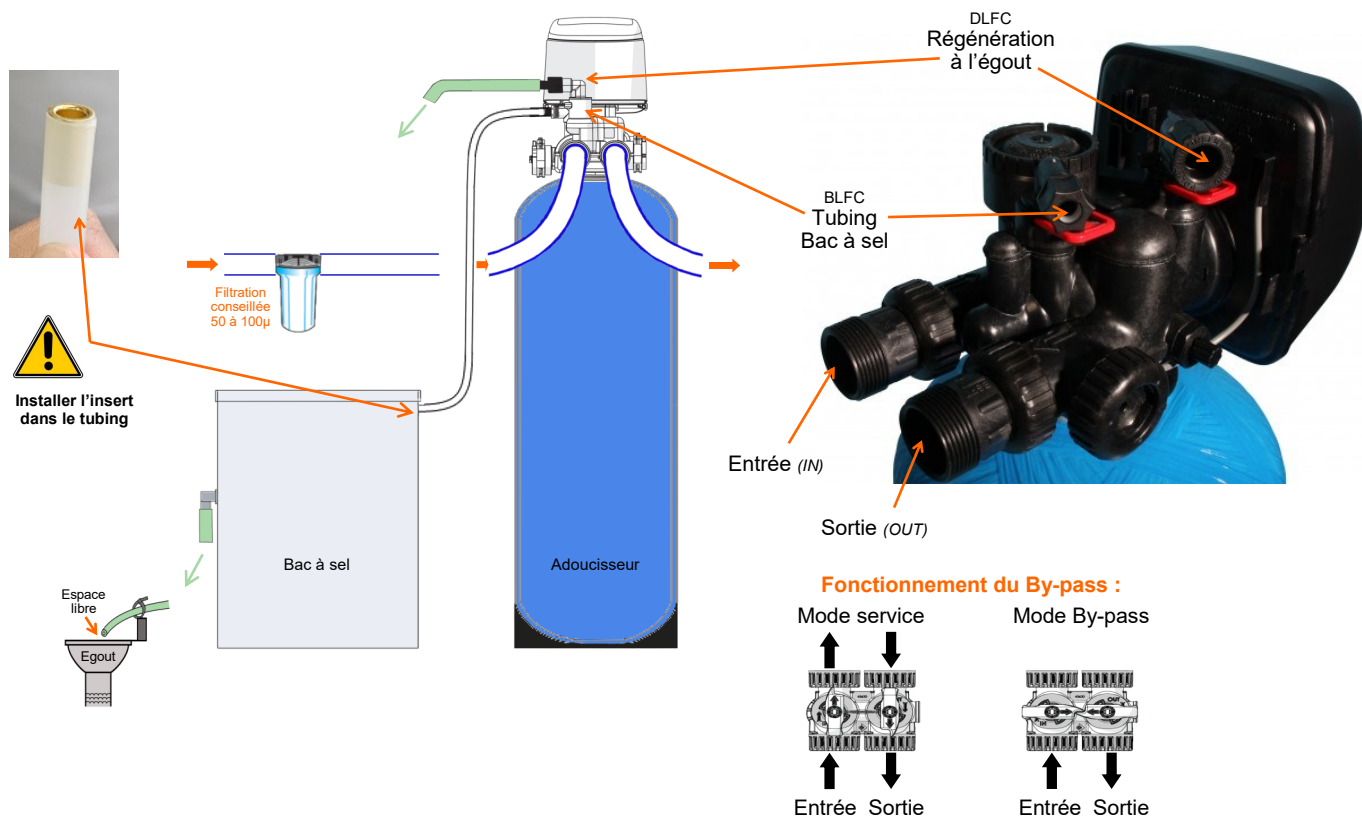 DLFC
Régénération
à l'égout
BLFC
Tubing
Bac à sel
Filtration
conseillée
50 à 100µ
Installer l'insert
dans le tubing
Entrée (IN)
Sortie (OUT)
Bac à sel
Adoucisseur
Espace
libre
Egout
Fonctionnement du By-pass :
Mode service
Mode By-pass
IN
OUT
Entrée Sortie
Entrée Sortie